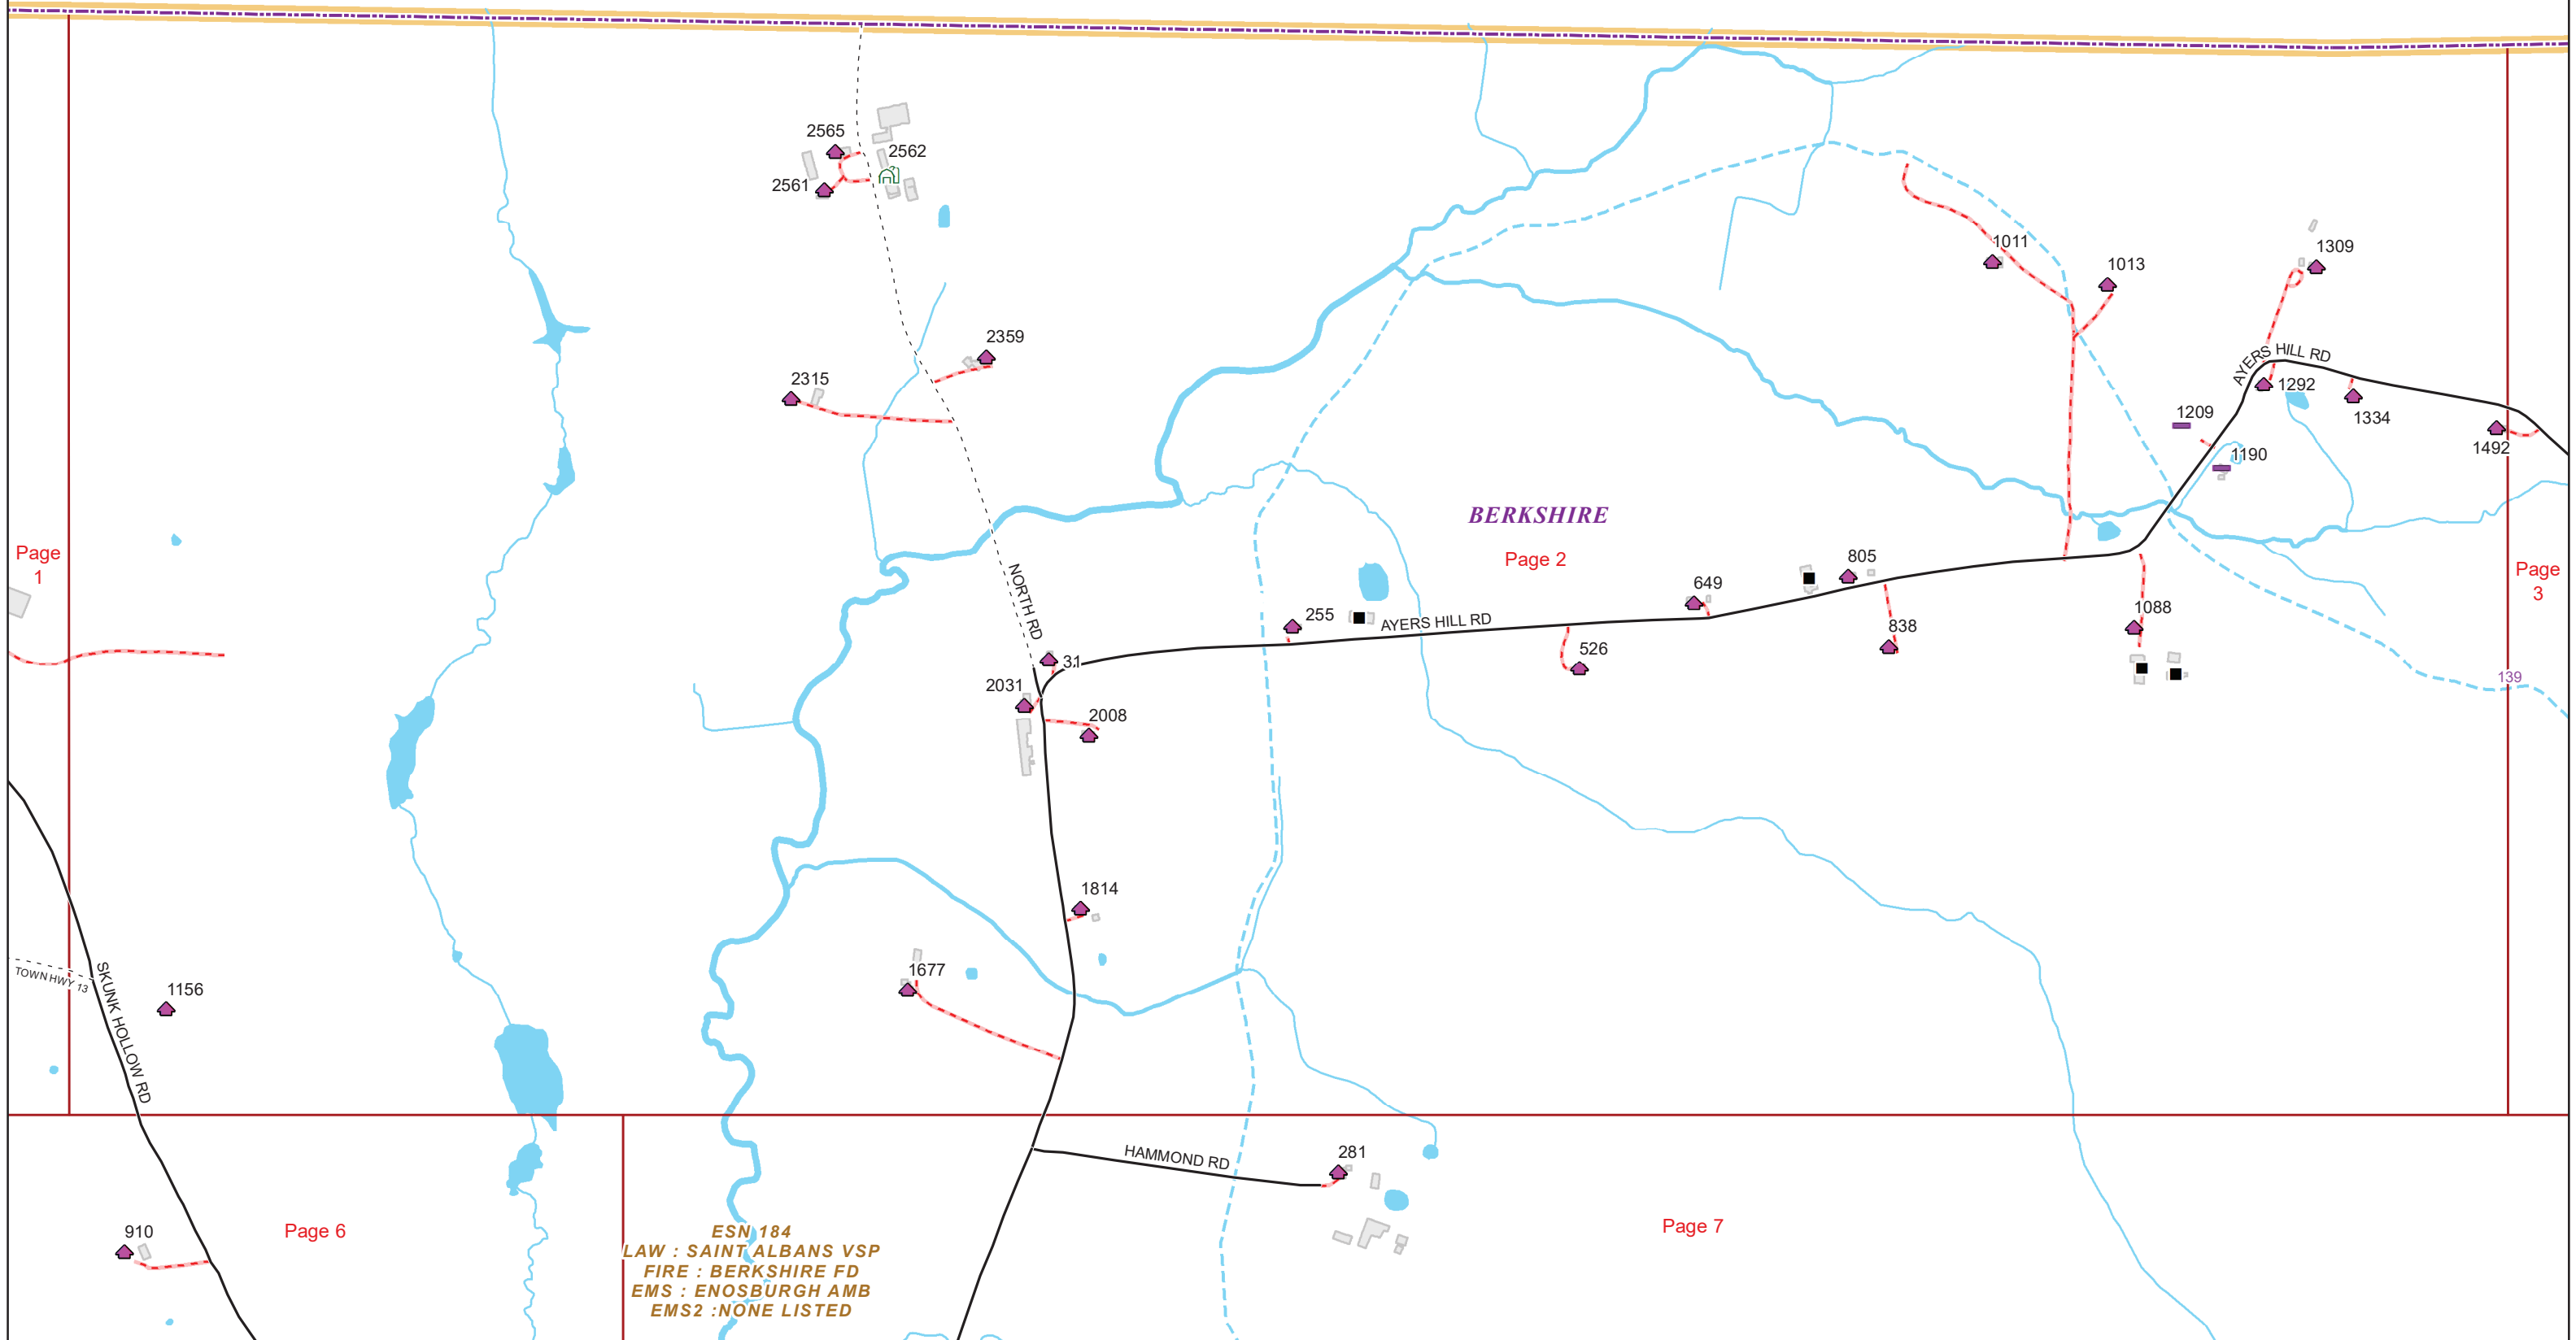 2565
2562
2561
1011
1309
1013
2359
AYERS HILL RD
2315
1292
1209
1334
1492
1190
BERKSHIRE
Page
1
Page 2
805
Page
3
NORTH RD
649
1088
255
AYERS HILL RD
838
526
31
139
2031
2008
1814
1677
TOWN HWY 13
SKUNK HOLLOW RD
1156
HAMMOND RD
281
910
Page 6
ESN 184
LAW : SAINT ALBANS VSP
FIRE : BERKSHIRE FD
EMS : ENOSBURGH AMB
EMS2 :NONE LISTED
Page 7